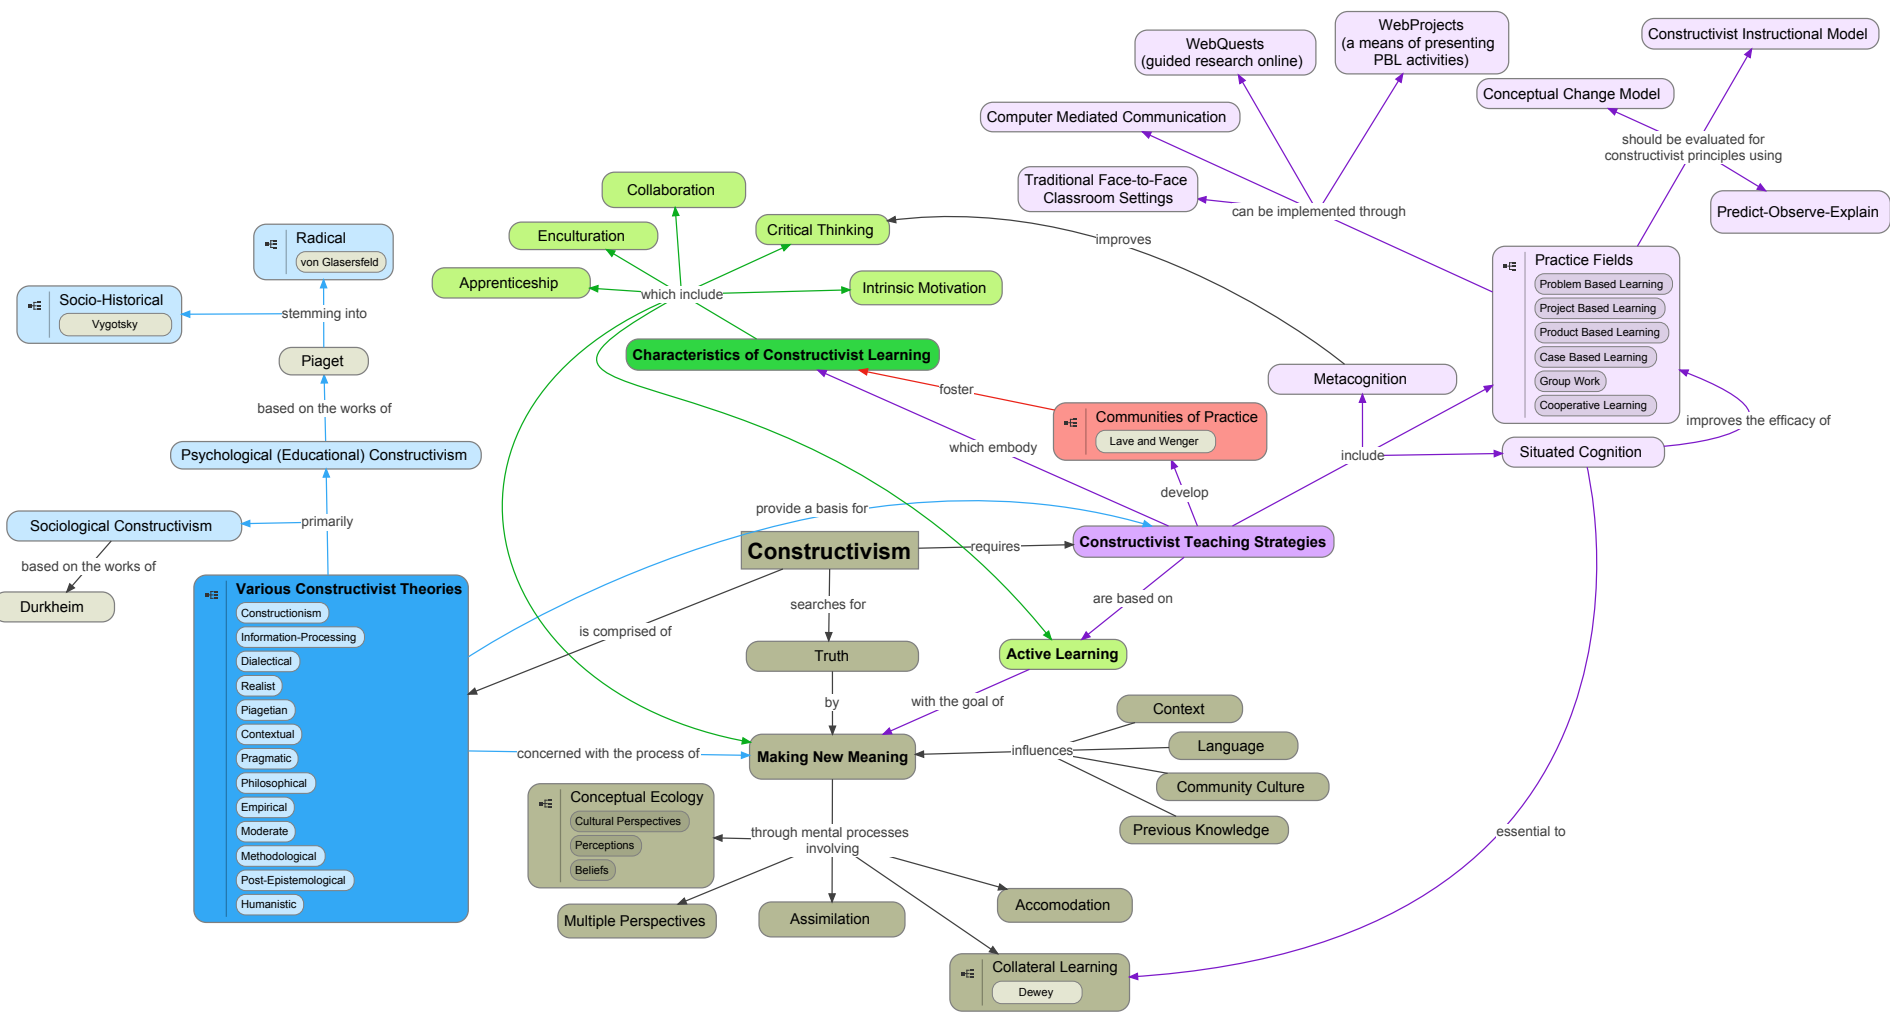 WebQuests
(guided research online)
WebProjects
(a means of presenting
PBL activities)
Constructivist Instructional Model
Conceptual Change Model
Computer Mediated Communication
should be evaluated for
constructivist principles using
Traditional Face-to-Face
Classroom Settings
can be implemented through
Predict-Observe-Explain
Collaboration
Enculturation
Critical Thinking
improves
Apprenticeship
which include
Intrinsic Motivation
Radical
von Glasersfeld
Socio-Historical
Vygotsky
stemming into
Piaget
based on the works of
Psychological (Educational) Constructivism
Sociological Constructivism
primarily
based on the works of
Durkheim
Characteristics of Constructivist Learning
foster
Communities of Practice
Lave and Wenger
which embody
develop
Metacognition
include
Practice Fields
Problem Based Learning
Project Based Learning
Product Based Learning
Case Based Learning
Group Work
Cooperative Learning
improves the efficacy of
Situated Cognition
provide a basis for
Constructivism
requires
Constructivist Teaching Strategies
Various Constructivist Theories
Constructionism
Information-Processing
Dialectical
Realist
Piagetian
Contextual
Pragmatic
Philosophical
Empirical
Moderate
Methodological
Post-Epistemological
Humanistic
is comprised of
searches for
are based on
Truth
Active Learning
by
with the goal of
concerned with the process of
Making New Meaning
influences
Context
Language
Community Culture
Previous Knowledge
Conceptual Ecology
Cultural Perspectives
Perceptions
Beliefs
through mental processes
involving
essential to
Multiple Perspectives
Assimilation
Accomodation
Collateral Learning
Dewey